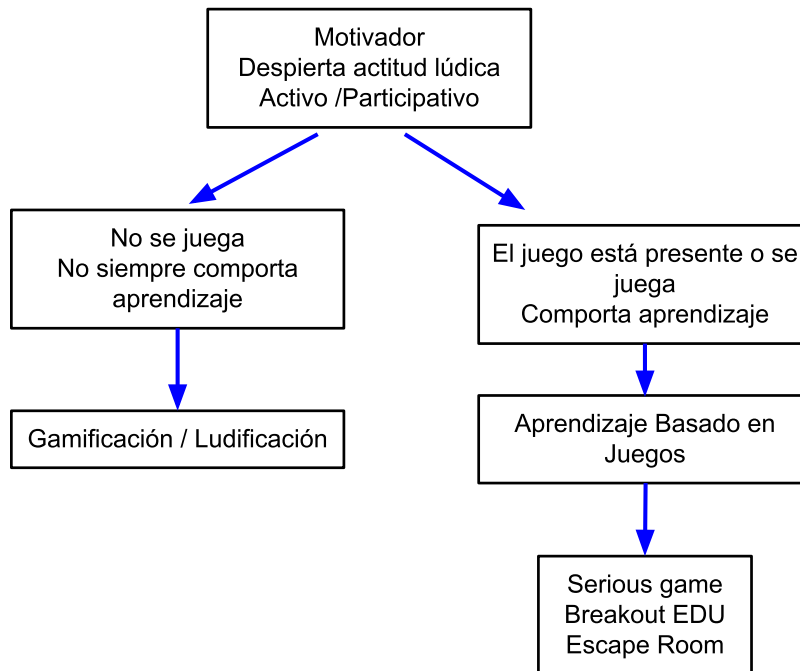 Motivador
Despierta actitud lúdica
Activo /Participativo
No se juega
No siempre comporta
aprendizaje
El juego está presente o se
juega
Comporta aprendizaje
Gamificación / Ludificación
Aprendizaje Basado en
Juegos
Serious game
Breakout EDU
Escape Room